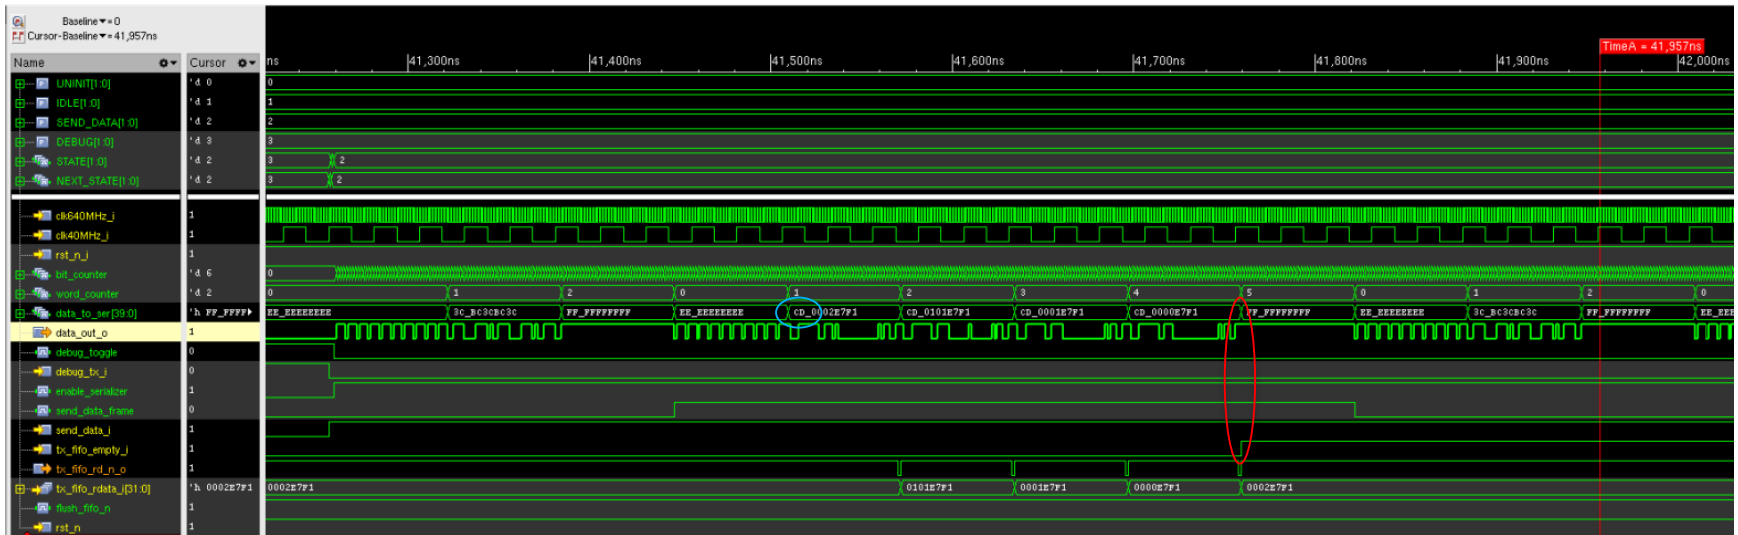 Baseline ▼= 0
Cursor-Baseline ▼= 41,957ns
TimeA = 41,957ns
Name Cursor ns 41,300ns 41,400ns 41,500ns 41,600ns 41,700ns 41,800ns 41,900ns 42,000ns
UNINIT[1:0] 'd 0 0
IDLE[1:0] 'd 1 1
SEND_DATA[1:0] 'd 2 2
DEBUG[1:0] 'd 3 3
STATE[1:0] 'd 2 3 2
NEXT_STATE[1:0] 'd 2 3 2
clk640MHz_i 1
clk40MHz_i 1
rst_n_i 1
bit_counter 'd 6 0
word_counter 'd 2 0 1 2 0 1 2 3 4 5 0 1 2 0
data_to_ser[39:0] 'h FF_FFFF▶ EE_EEEEEEEE 3C_BC3CBC3C FF_FFFFFFFF EE_EEEEEEEE CD_0002E7F1 CD_0101E7F1 CD_0001E7F1 CD_0000E7F1 FF_FFFFFFFF EE_EEEEEEEE 3C_BC3CBC3C FF_FFFFFFFF EE_EEE
data_out_o 1
debug_toggle 0
debug_tx_i 0
enable_serializer 1
send_data_frame 0
send_data_i 1
tx_fifo_empty_i 1
tx_fifo_rd_n_o 1
tx_fifo_rdata_i[31:0] 'h 0002E7F1 0002E7F1 0101E7F1 0001E7F1 0000E7F1 0002E7F1
flush_fifo_n 1
rst_n 1